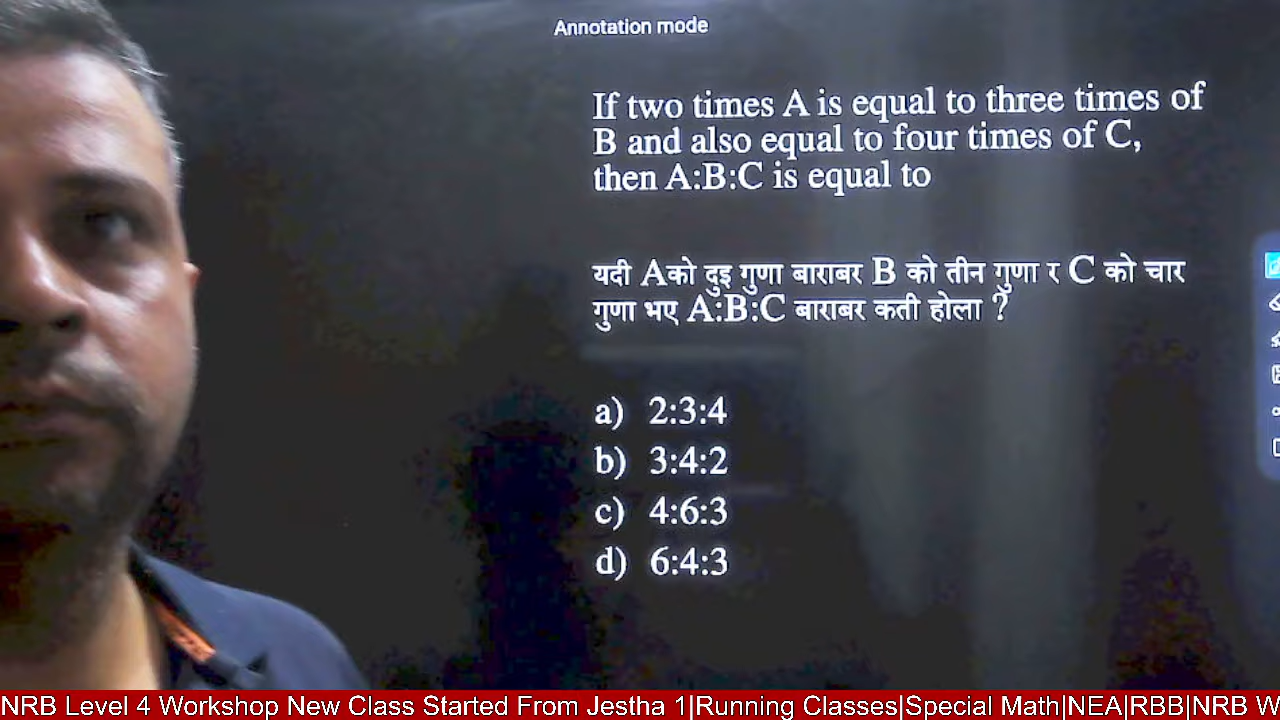 Annotation mode
If two times A is equal to three times of
B and also equal to four times of C,
then A:B:C is equal to
यदी Aको दुइ गुणा बाराबर B को तीन गुणा र C को चार
गुणा भए A:B:C बाराबर कती होला ?
a) 2:3:4
b) 3:4:2
c) 4:6:3
d) 6:4:3
NRB Level 4 Workshop New Class Started From Jestha 1|Running Classes|Special Math|NEA|RBB|NRB W